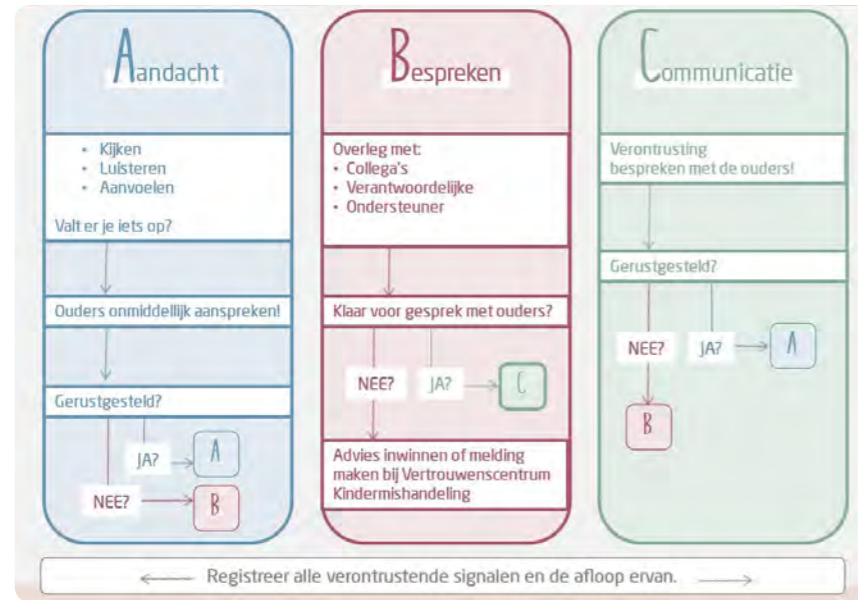 Aandacht
• Kijken
• Luisteren
• Aanvoelen
Valt er je iets op?
Ouders onmiddellijk aanspreken!
Gerustgesteld?
JA?
A
NEE?
B
Bespreken
Overleg met:
• Collega's
• Verantwoordelijke
• Ondersteuner
Klaar voor gesprek met ouders?
NEE?
JA?
C
Advies inwinnen of melding
maken bij Vertrouwenscentrum
Kindermishandeling
Communicatie
Verontrusting
bespreken met de ouders!
Gerustgesteld?
NEE?
JA?
A
B
Registreer alle verontrustende signalen en de afloop ervan.